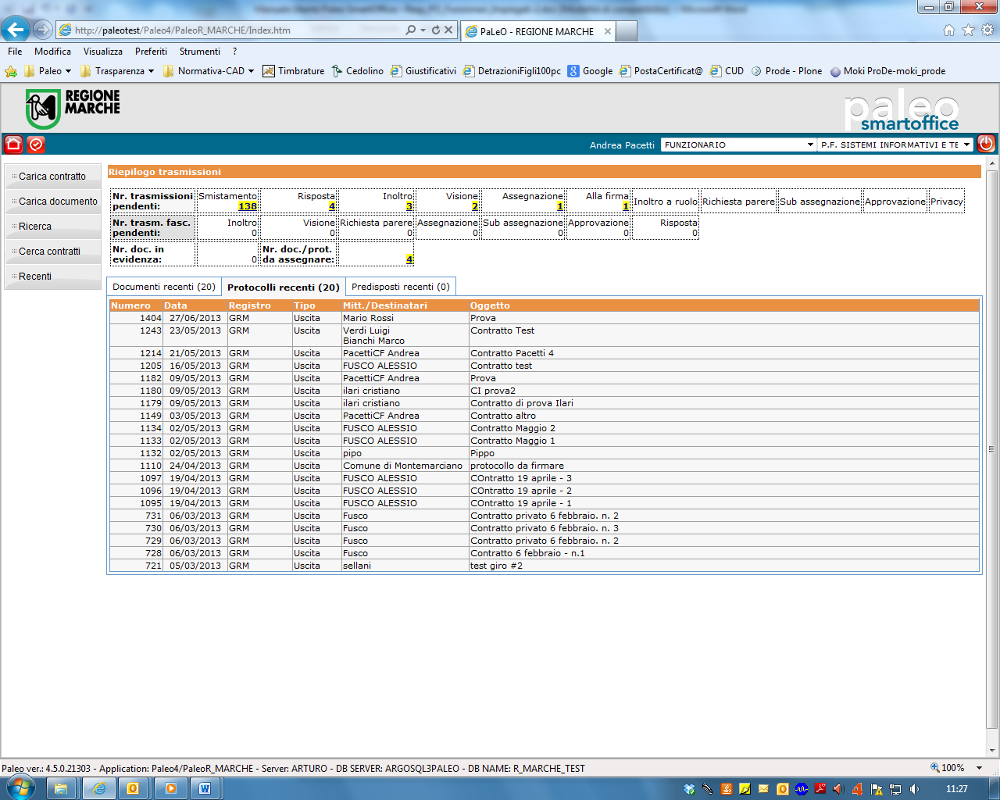 http://paleotest/Paleo4/PaleoR_MARCHE/Index.htm
PaLeO - REGIONE MARCHE
File Modifica Visualizza Preferiti Strumenti ?
Paleo Trasparenza Normativa-CAD Timbrature Cedolino Giustificativi DetrazioniFigli100pc Google PostaCertificat@ CUD Prode - Plone Moki ProDe-moki_prode
REGIONE
MARCHE
paleo
smartoffice
Andrea Pacetti FUNZIONARIO P.F. SISTEMI INFORMATIVI E TE
Carica contratto
Carica documento
Ricerca
Cerca contratti
Recenti
Riepilogo trasmissioni
Nr. trasmissioni pendenti: Smistamento 138 Risposta 4 Inoltro 3 Visione 2 Assegnazione 1 Alla firma 1 Inoltro a ruolo Richiesta parere Sub assegnazione Approvazione Privacy
Nr. trasm. fasc. pendenti: Inoltro 0 Visione 0 Richiesta parere 0 Assegnazione 0 Sub assegnazione 0 Approvazione 0 Risposta 0
Nr. doc. in evidenza: 0 Nr. doc./prot. da assegnare: 4
Documenti recenti (20) Protocolli recenti (20) Predisposti recenti (0)
Numero Data Registro Tipo Mitt./Destinatari Oggetto
1404 27/06/2013 GRM Uscita Mario Rossi Prova
1243 23/05/2013 GRM Uscita Verdi Luigi Contratto Test
Bianchi Marco
1214 21/05/2013 GRM Uscita PacettiCF Andrea Contratto Pacetti 4
1205 16/05/2013 GRM Uscita FUSCO ALESSIO Contratto test
1182 09/05/2013 GRM Uscita PacettiCF Andrea Prova
1180 09/05/2013 GRM Uscita ilari cristiano CI prova2
1179 09/05/2013 GRM Uscita ilari cristiano Contratto di prova Ilari
1149 03/05/2013 GRM Uscita PacettiCF Andrea Contratto altro
1134 02/05/2013 GRM Uscita FUSCO ALESSIO Contratto Maggio 2
1133 02/05/2013 GRM Uscita FUSCO ALESSIO Contratto Maggio 1
1132 02/05/2013 GRM Uscita pipo Pippo
1110 24/04/2013 GRM Uscita Comune di Montemarciano protocollo da firmare
1097 19/04/2013 GRM Uscita FUSCO ALESSIO COntratto 19 aprile - 3
1096 19/04/2013 GRM Uscita FUSCO ALESSIO COntratto 19 aprile - 2
1095 19/04/2013 GRM Uscita FUSCO ALESSIO COntratto 19 aprile - 1
731 06/03/2013 GRM Uscita Fusco Contratto privato 6 febbraio. n. 2
730 06/03/2013 GRM Uscita Fusco Contratto privato 6 febbraio. n. 3
729 06/03/2013 GRM Uscita Fusco Contratto privato 6 febbraio. n. 2
728 06/03/2013 GRM Uscita Fusco Contratto 6 febbraio - n.1
721 05/03/2013 GRM Uscita sellani test giro #2
Paleo ver.: 4.5.0.21303 - Application: Paleo4/PaleoR_MARCHE - Server: ARTURO - DB SERVER: ARGOSQL3PALEO - DB NAME: R_MARCHE_TEST
100%
11:27